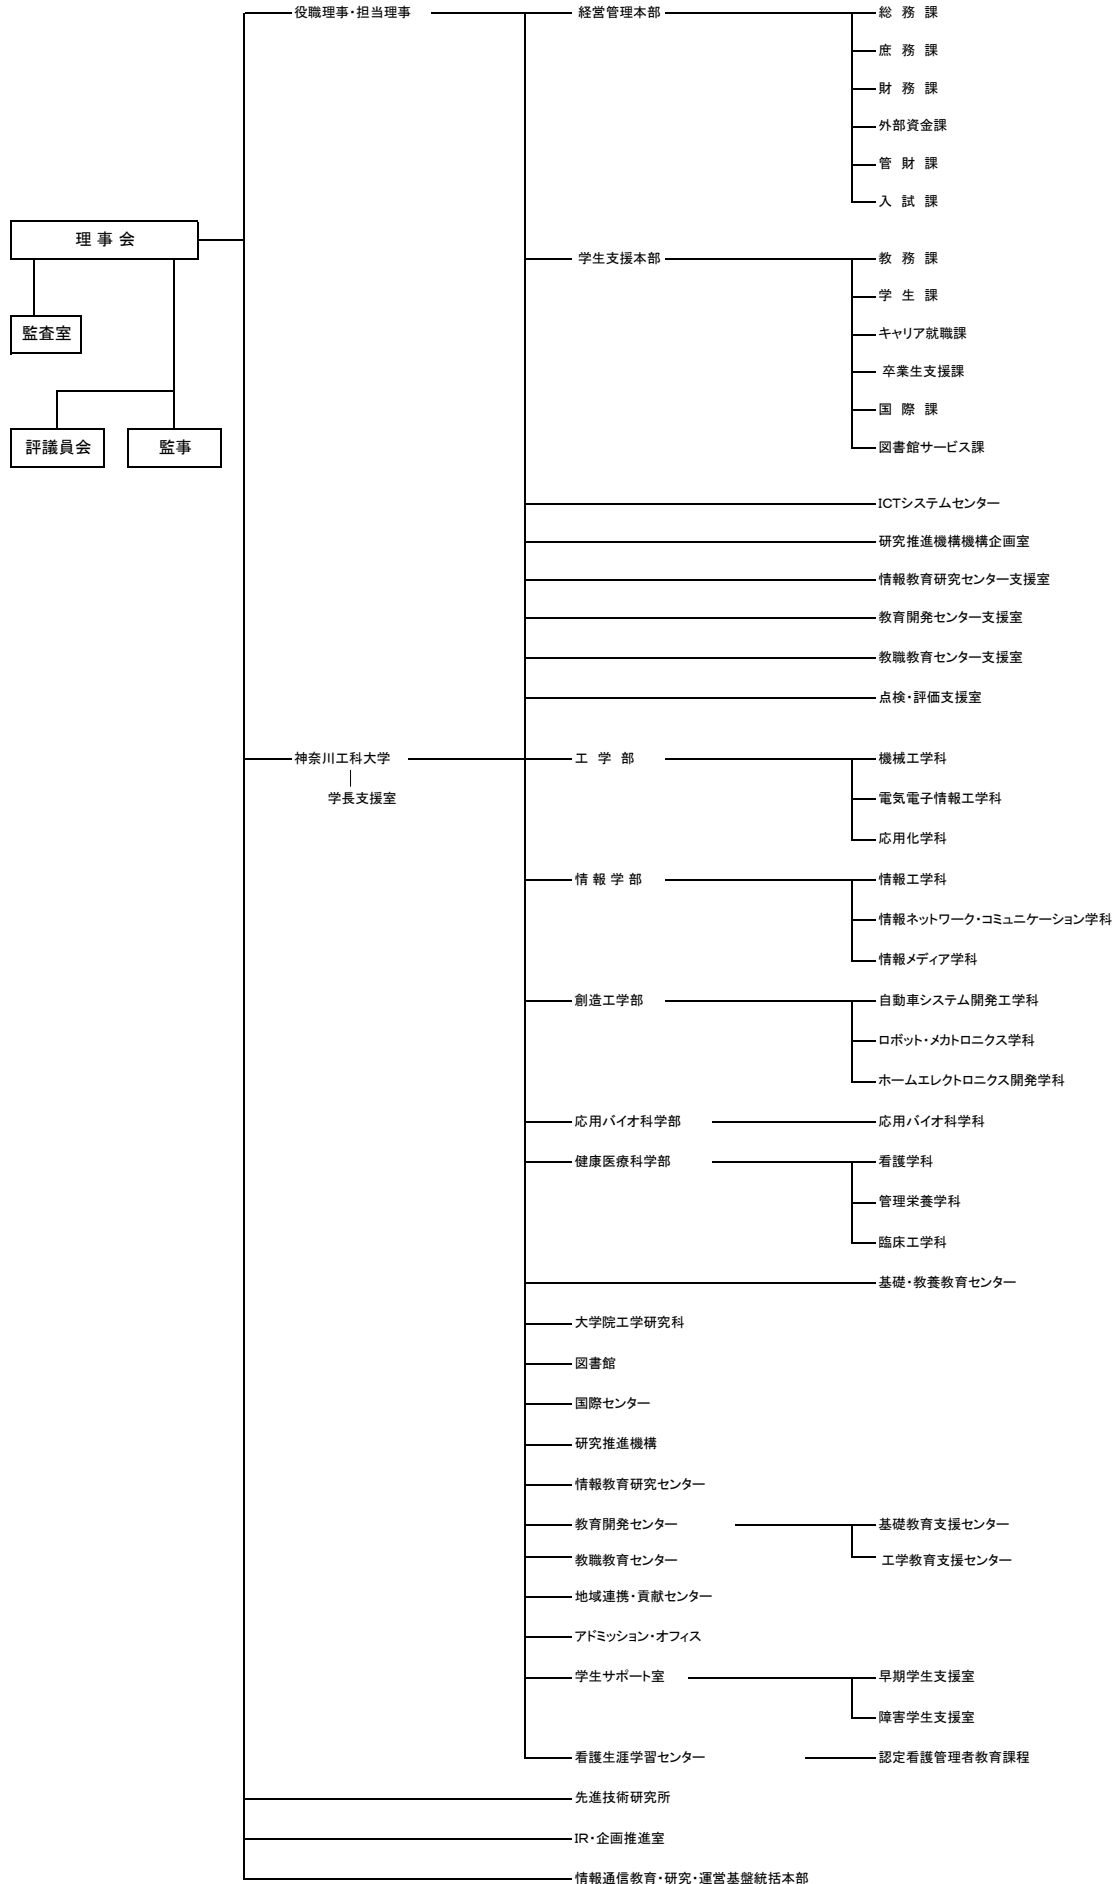 役職理事・担当理事
経営管理本部
総 務 課
庶 務 課
財 務 課
外部資金課
管 財 課
入 試 課
理 事 会
監査室
評議員会
監事
学生支援本部
教 務 課
学 生 課
キャリア就職課
卒業生支援課
国 際 課
図書館サービス課
ICTシステムセンター
研究推進機構機構企画室
情報教育研究センター支援室
教育開発センター支援室
教職教育センター支援室
点検・評価支援室
神奈川工科大学
学長支援室
工 学 部
機械工学科
電気電子情報工学科
応用化学科
情 報 学 部
情報工学科
情報ネットワーク・コミュニケーション学科
情報メディア学科
創造工学部
自動車システム開発工学科
ロボット・メカトロニクス学科
ホームエレクトロニクス開発学科
応用バイオ科学部
応用バイオ科学科
健康医療科学部
看護学科
管理栄養学科
臨床工学科
基礎・教養教育センター
大学院工学研究科
図書館
国際センター
研究推進機構
情報教育研究センター
教育開発センター
基礎教育支援センター
工学教育支援センター
教職教育センター
地域連携・貢献センター
アドミッション・オフィス
学生サポート室
早期学生支援室
障害学生支援室
看護生涯学習センター
認定看護管理者教育課程
先進技術研究所
IR・企画推進室
情報通信教育・研究・運営基盤統括本部